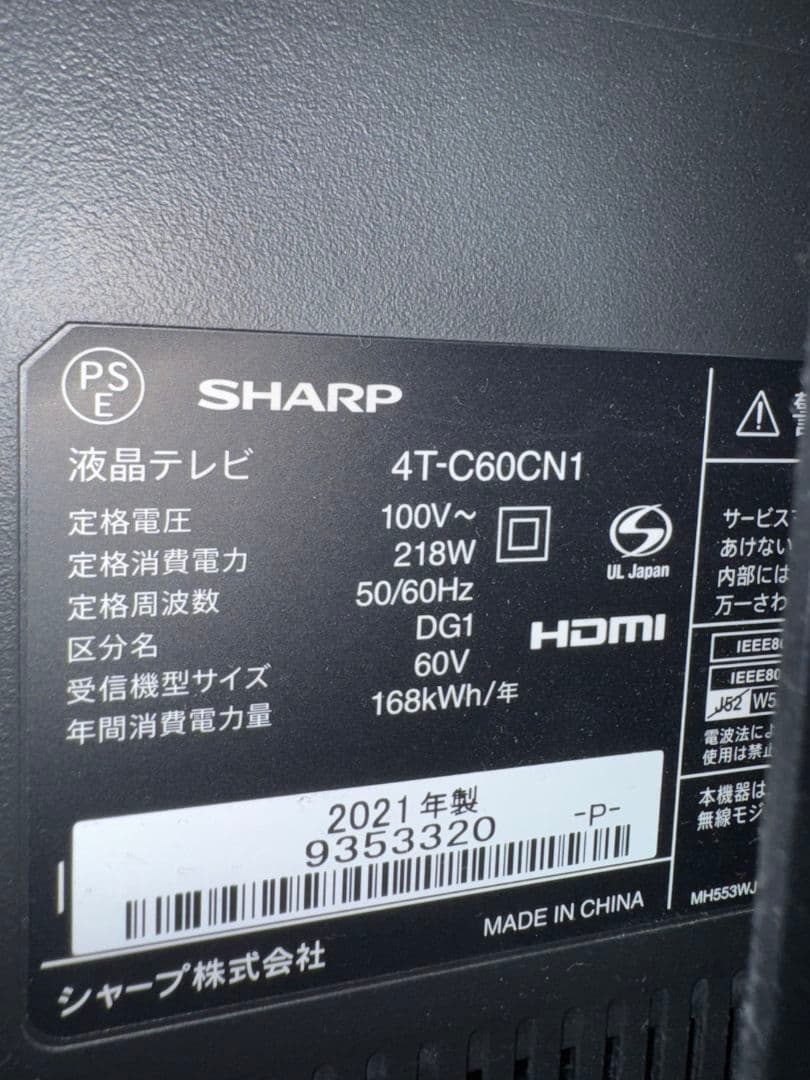 PS
E
SHARP
液晶テレビ 4T-C60CN1
定格電圧 100V~
定格消費電力 218W
定格周波数 50/60Hz
区分名 DG1
受信機型サイズ 60V
年間消費電力量 168kWh/年
UL Japan
HDMI
2021年製
9353320 -P-
MADE IN CHINA
シャープ株式会社
サービス
あけない
内部には
万一さわ
IEEE80
IEEE80
J52 W5
電波法によ
使用は禁止
本機器は
無線モジ
MH553WJ